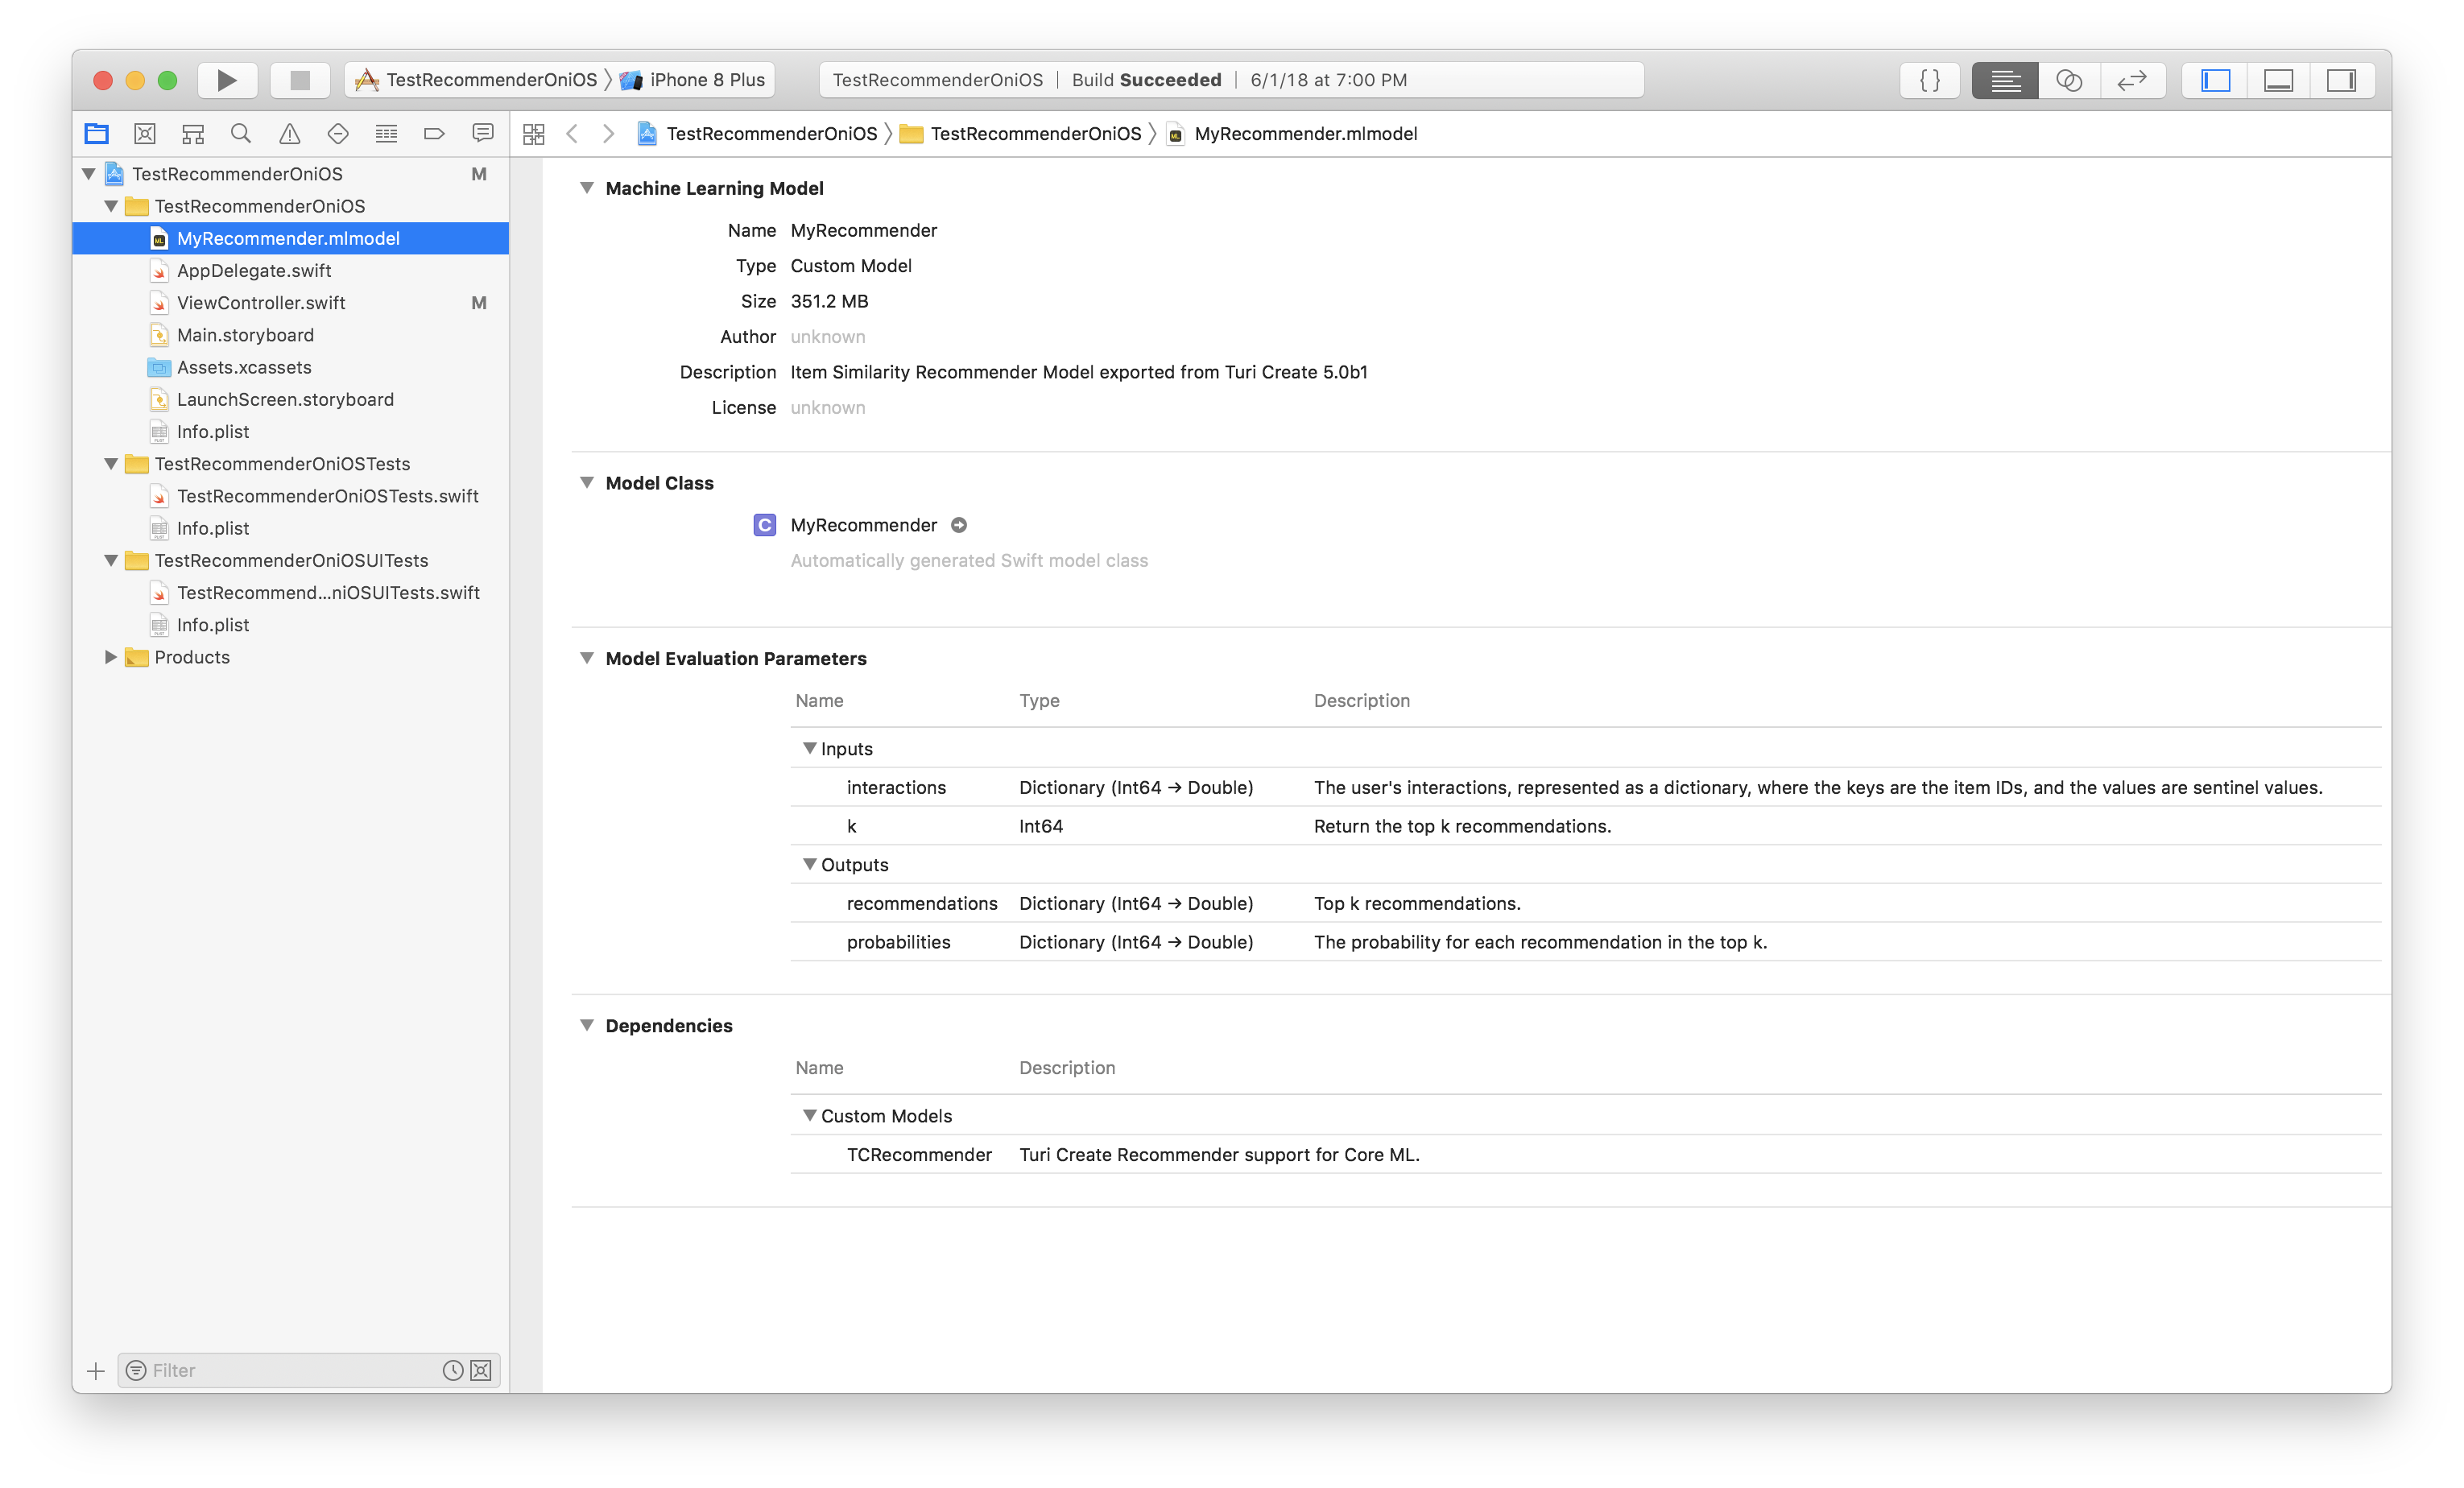 TestRecommenderOniOS 〉 iPhone 8 Plus
TestRecommenderOniOS | Build Succeeded | 6/1/18 at 7:00 PM
{ }
TestRecommenderOniOS 〉 TestRecommenderOniOS 〉 MyRecommender.mlmodel
TestRecommenderOniOS M
TestRecommenderOniOS
MyRecommender.mlmodel
AppDelegate.swift
ViewController.swift M
Main.storyboard
Assets.xcassets
LaunchScreen.storyboard
Info.plist
TestRecommenderOniOSTests
TestRecommenderOniOSTests.swift
Info.plist
TestRecommenderOniOSUITests
TestRecommend...niOSUITests.swift
Info.plist
Products
Filter
Machine Learning Model
Name MyRecommender
Type Custom Model
Size 351.2 MB
Author unknown
Description Item Similarity Recommender Model exported from Turi Create 5.0b1
License unknown
Model Class
C MyRecommender
Automatically generated Swift model class
Model Evaluation Parameters
Name Type Description
Inputs
interactions Dictionary (Int64 → Double) The user's interactions, represented as a dictionary, where the keys are the item IDs, and the values are sentinel values.
k Int64 Return the top k recommendations.
Outputs
recommendations Dictionary (Int64 → Double) Top k recommendations.
probabilities Dictionary (Int64 → Double) The probability for each recommendation in the top k.
Dependencies
Name Description
Custom Models
TCRecommender Turi Create Recommender support for Core ML.